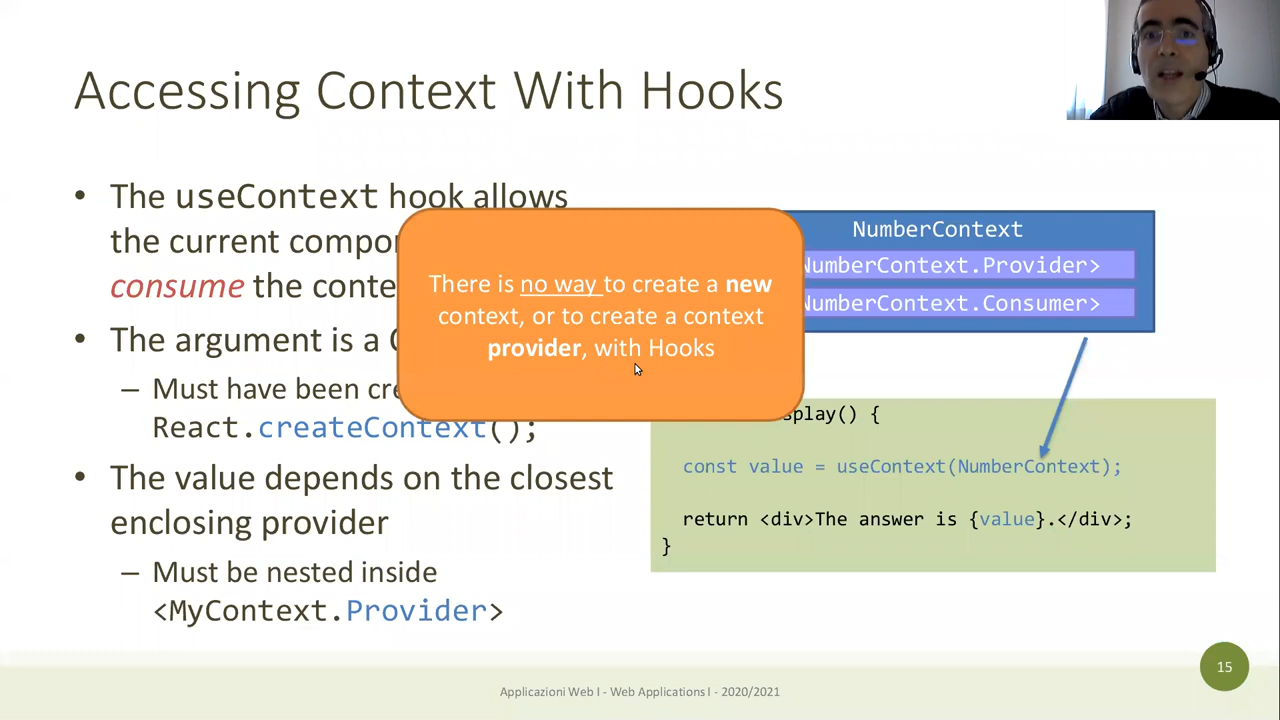 Accessing Context With Hooks
• The useContext hook allows
the current compo
consume the conte
• The argument is a
– Must have been cre
React.createContext();
• The value depends on the closest
enclosing provider
– Must be nested inside
<MyContext.Provider>
There is no way to create a new
context, or to create a context
provider, with Hooks
NumberContext
NumberContext.Provider>
NumberContext.Consumer>
splay() {
const value = useContext(NumberContext);
return <div>The answer is {value}.</div>;
}
Applicazioni Web I - Web Applications I - 2020/2021
15